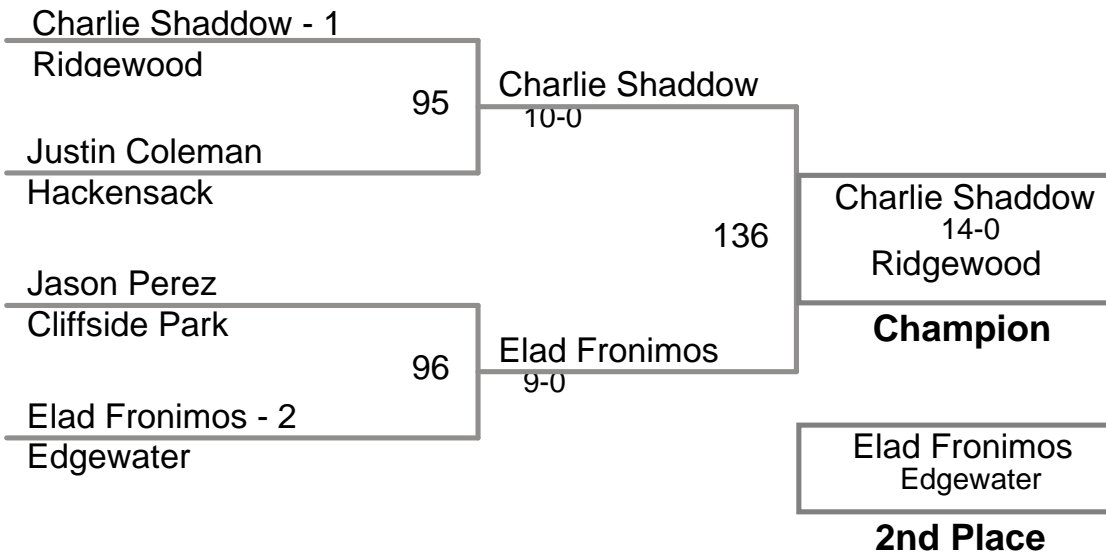 Charlie Shaddow - 1
Ridgewood
95
Charlie Shaddow
10-0
Justin Coleman
Hackensack
136
Charlie Shaddow
14-0
Ridgewood
Champion
Jason Perez
Cliffside Park
96
Elad Fronimos
9-0
Elad Fronimos - 2
Edgewater
Elad Fronimos
Edgewater
2nd Place